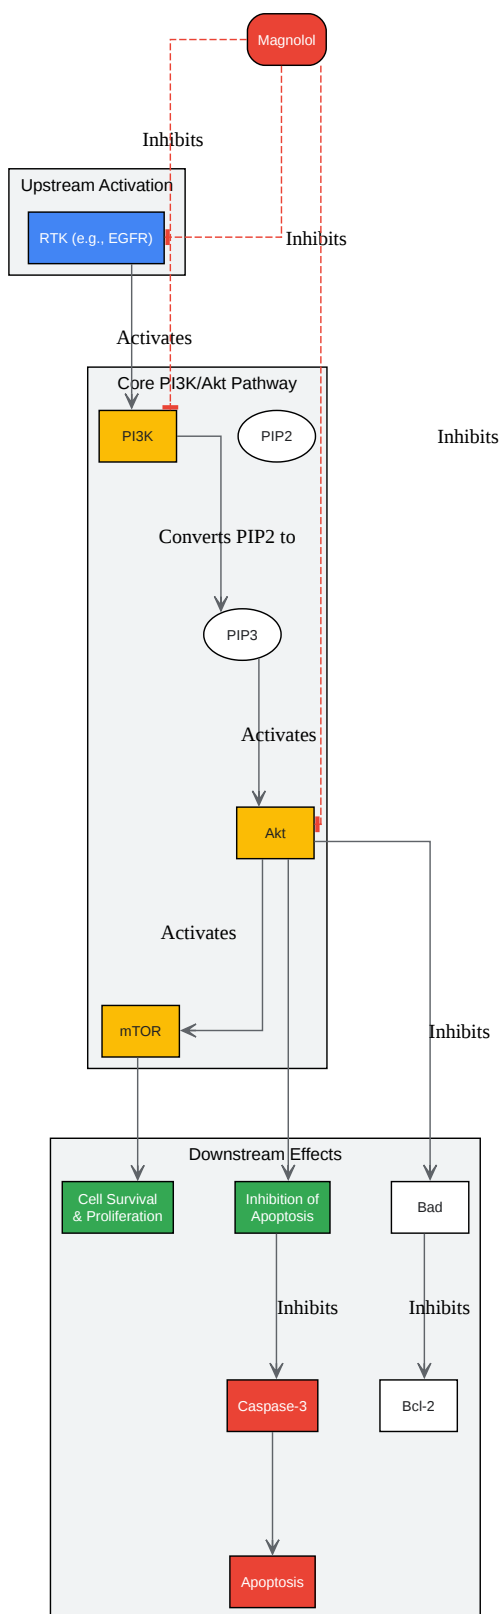 Magnolol
Inhibits
Upstream Activation
RTK (e.g., EGFR)
Inhibits
Activates
Core PI3K/Akt Pathway
PI3K
PIP2
Inhibits
Converts PIP2 to
PIP3
Activates
Akt
Activates
mTOR
Inhibits
Downstream Effects
Cell Survival
& Proliferation
Inhibition of
Apoptosis
Bad
Inhibits
Inhibits
Caspase-3
Bcl-2
Apoptosis